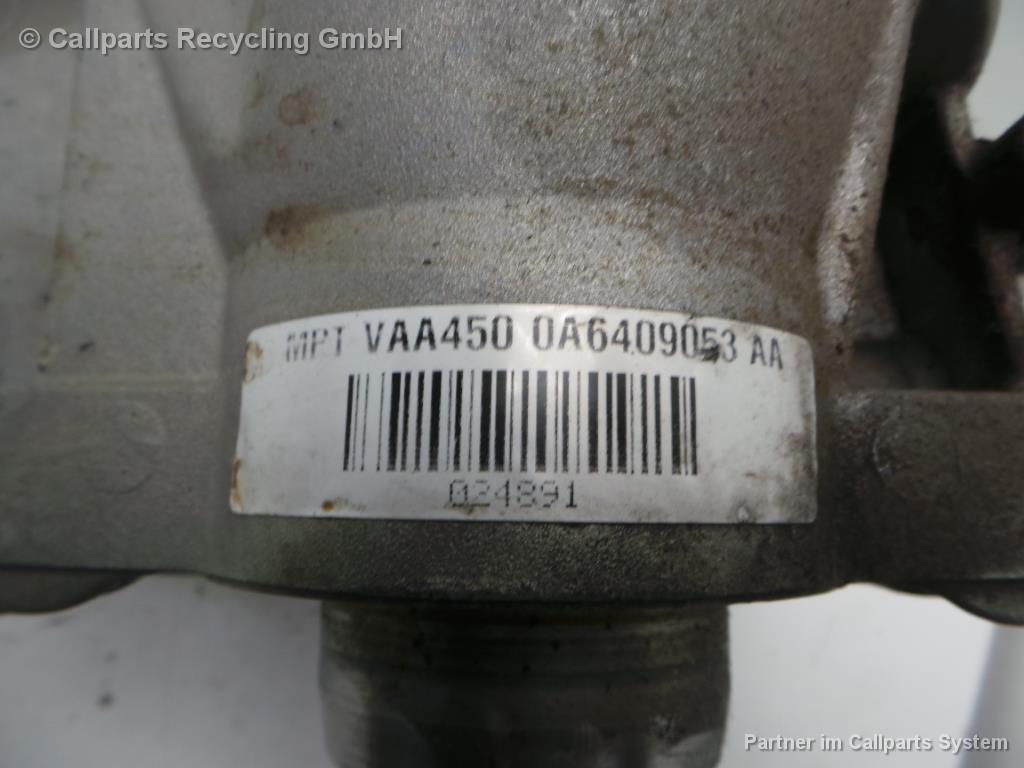 © Callparts Recycling GmbH
MPT VAA450 0A6409053 AA
024891
Partner im Callparts System